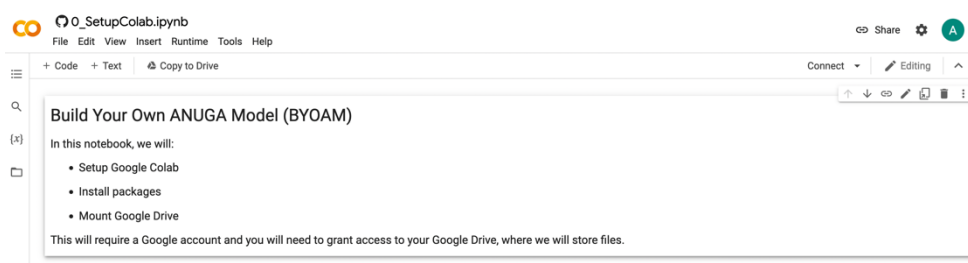 0_SetupColab.ipynb
File Edit View Insert Runtime Tools Help
Share
A
+ Code + Text Copy to Drive
Connect
Editing
{x}
Build Your Own ANUGA Model (BYOAM)
In this notebook, we will:
• Setup Google Colab
• Install packages
• Mount Google Drive
This will require a Google account and you will need to grant access to your Google Drive, where we will store files.